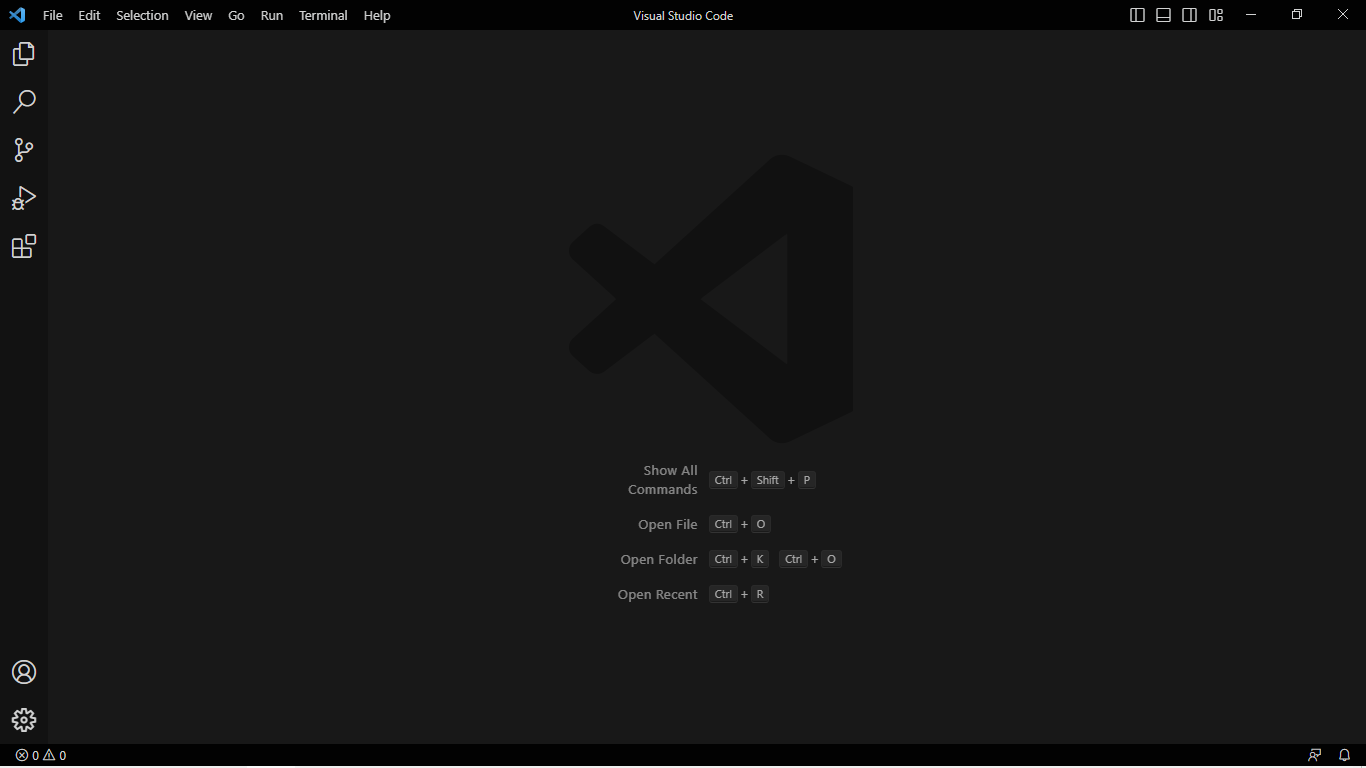 File Edit Selection View Go Run Terminal Help Visual Studio Code
Show All
Commands Ctrl + Shift + P
Open File Ctrl + O
Open Folder Ctrl + K Ctrl + O
Open Recent Ctrl + R
0 0